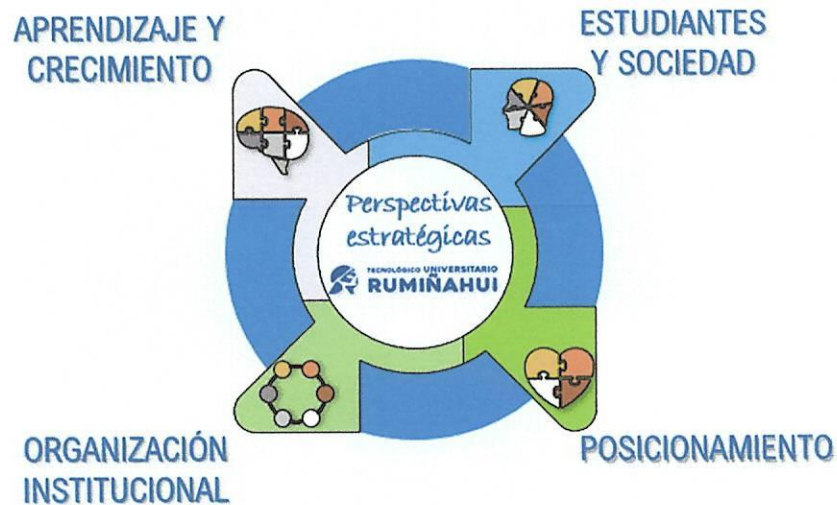 APRENDIZAJE Y
CRECIMIENTO
ESTUDIANTES
Y SOCIEDAD
Perspectivas
estratégicas
TECNOLÓGICO UNIVERSITARIO
RUMIÑAHUI
ORGANIZACIÓN
INSTITUCIONAL
POSICIONAMIENTO